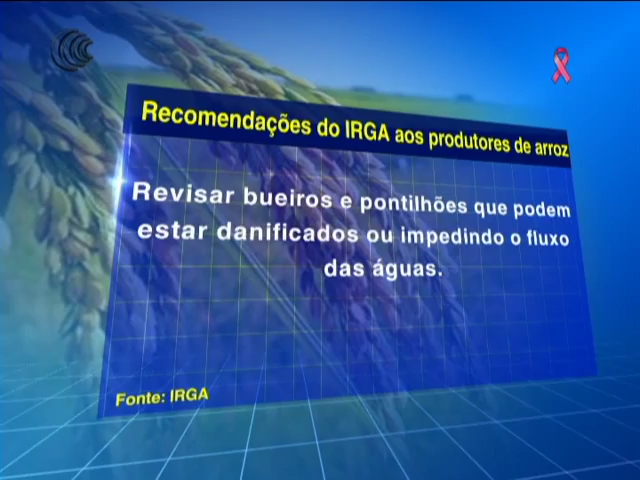 Recomendações do IRGA aos produtores de arroz
Revisar bueiros e pontilhões que podem
estar danificados ou impedindo o fluxo
das águas.
Fonte: IRGA